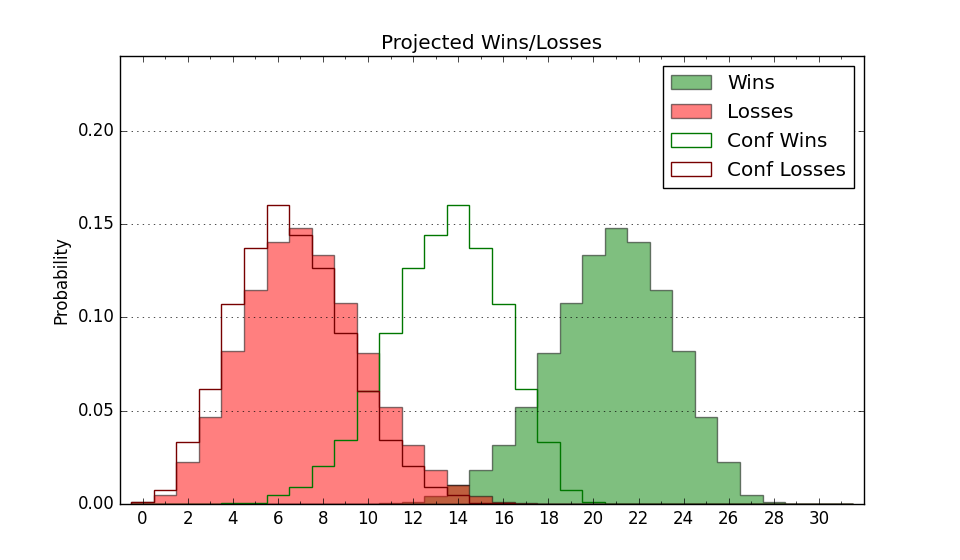 Projected Wins/Losses
Wins
Losses
Conf Wins
Conf Losses
Probability
0.20
0.15
0.10
0.05
0.00
0 2 4 6 8 10 12 14 16 18 20 22 24 26 28 30